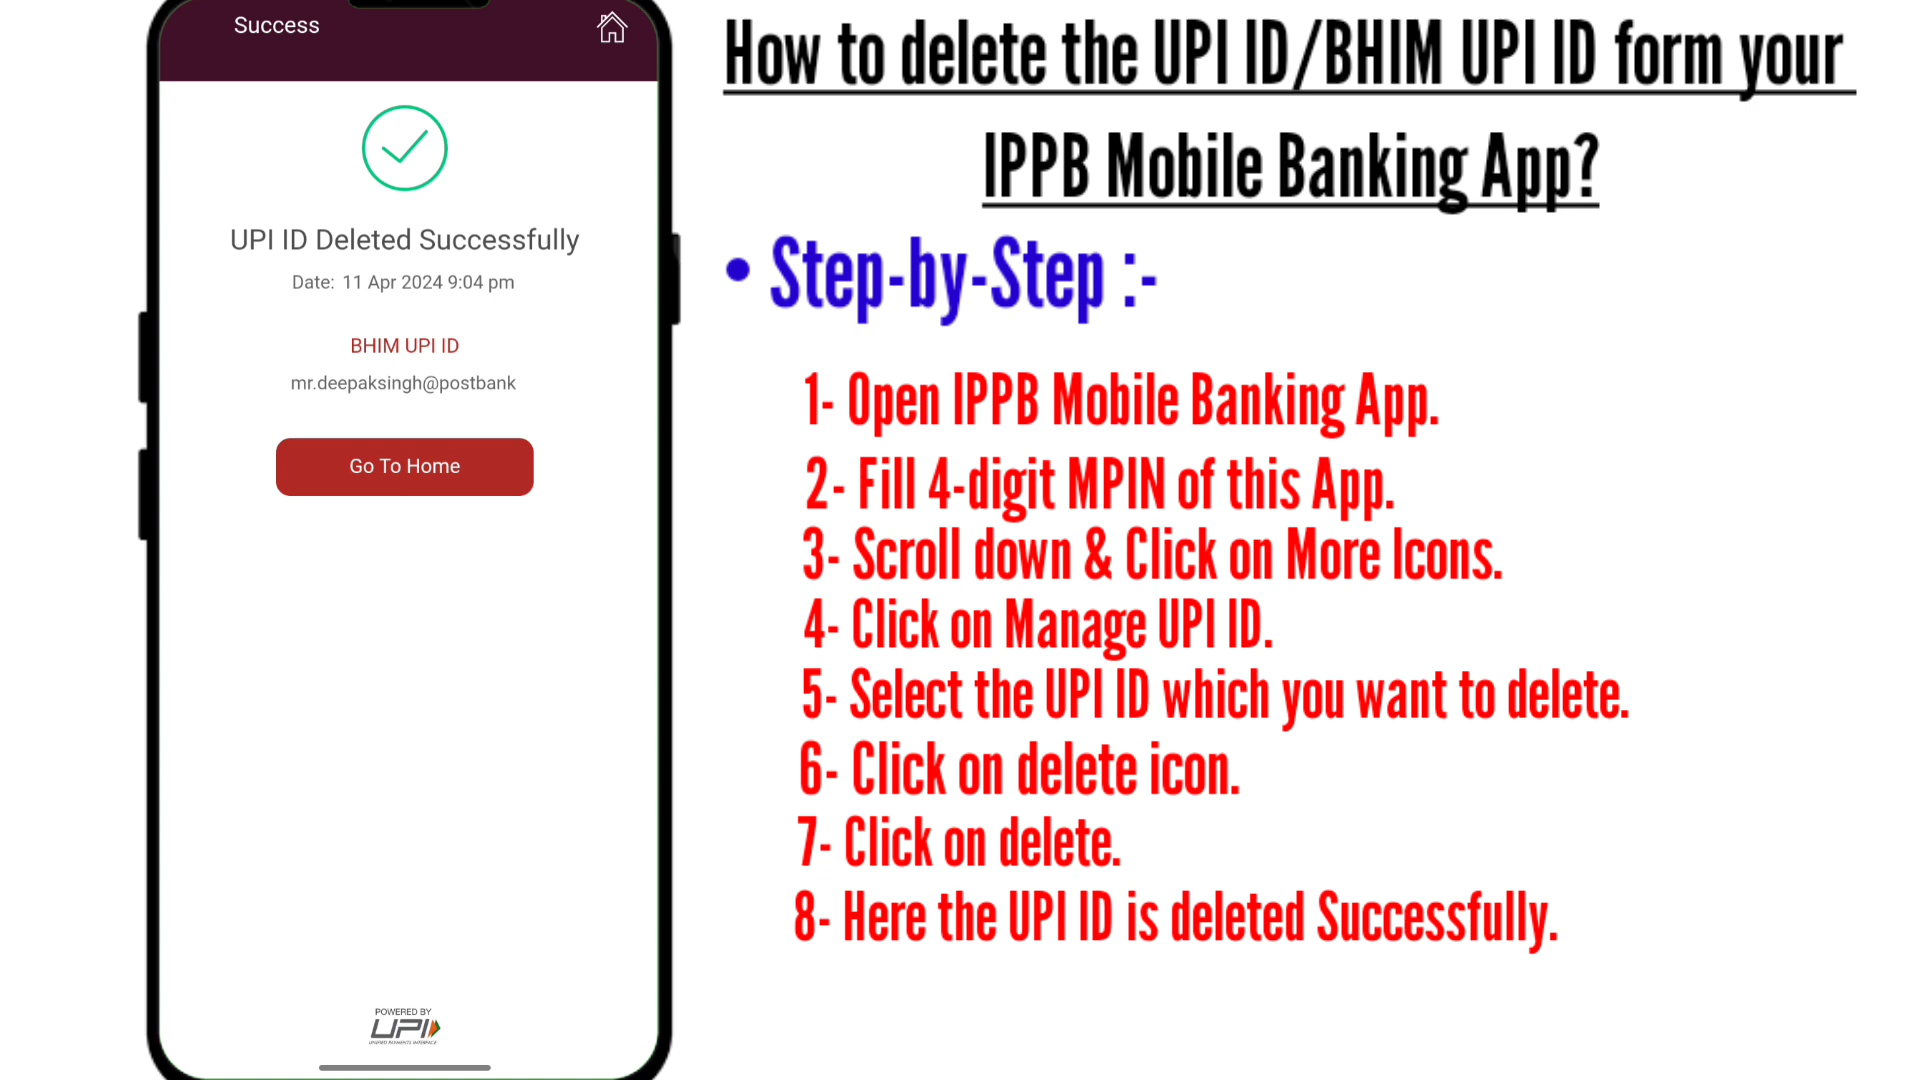 Success
UPI ID Deleted Successfully
Date: 11 Apr 2024 9:04 pm
BHIM UPI ID
mr.deepaksingh@postbank
Go To Home
POWERED BY
UPI
UNIFIED PAYMENTS INTERFACE
How to delete the UPI ID/BHIM UPI ID form your
IPPB Mobile Banking App?
• Step-by-Step :-
1- Open IPPB Mobile Banking App.
2- Fill 4-digit MPIN of this App.
3- Scroll down & Click on More Icons.
4- Click on Manage UPI ID.
5- Select the UPI ID which you want to delete.
6- Click on delete icon.
7- Click on delete.
8- Here the UPI ID is deleted Successfully.